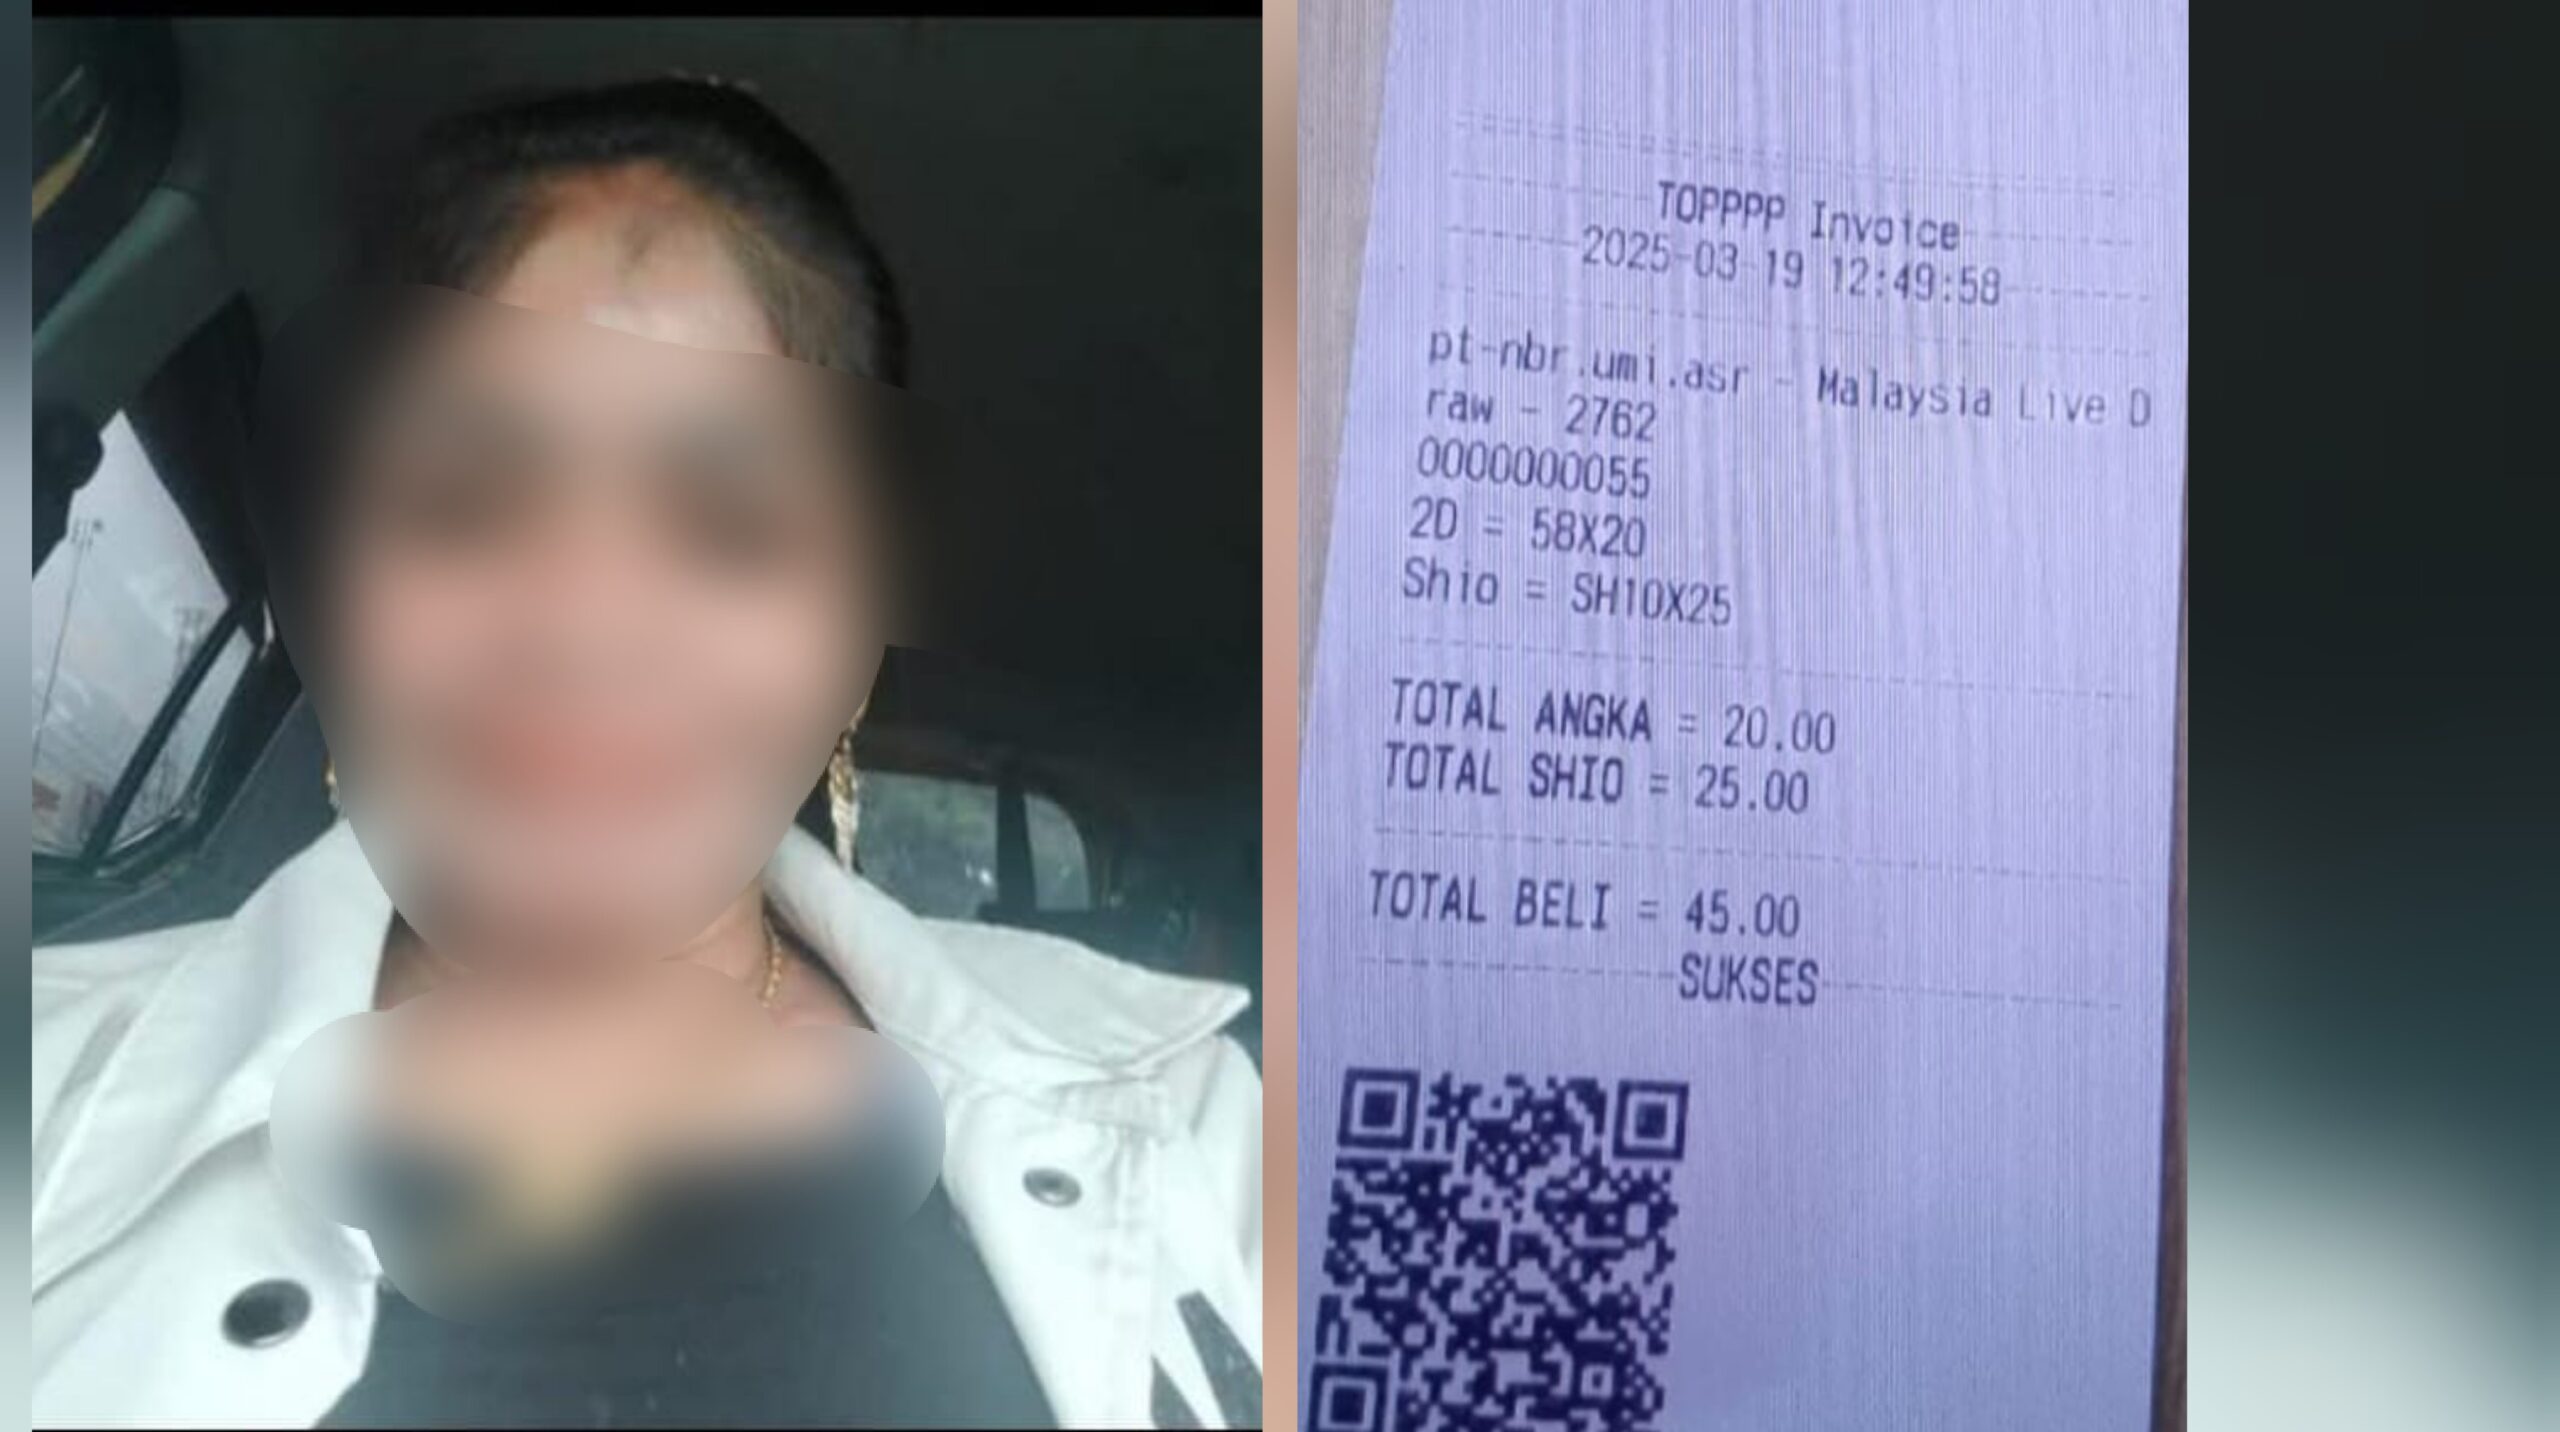 TOPPPP Invoice
2025-03-19 12:49:58
pt-nbr.umi.asr - Malaysia Live D
raw - 2762
0000000055
2D = 58X20
Shio = SH10X25
TOTAL ANGKA = 20.00
TOTAL SHIO = 25.00
TOTAL BELI = 45.00
SUKSES